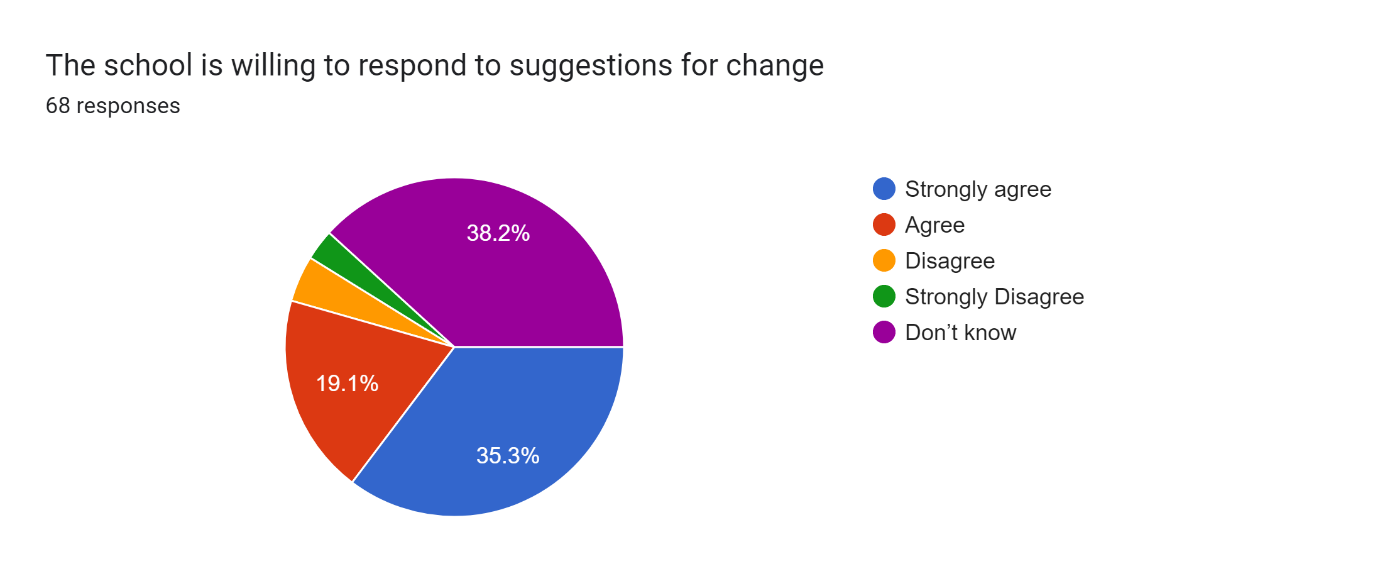 The school is willing to respond to suggestions for change
68 responses
38.2%
19.1%
35.3%
Strongly agree
Agree
Disagree
Strongly Disagree
Don’t know